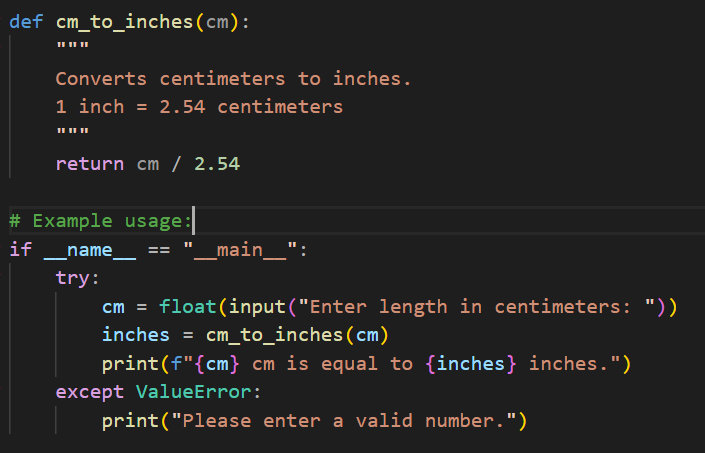 def cm_to_inches(cm):
    """
    Converts centimeters to inches.
    1 inch = 2.54 centimeters
    """
    return cm / 2.54

# Example usage:
if __name__ == "__main__":
    try:
        cm = float(input("Enter length in centimeters: "))
        inches = cm_to_inches(cm)
        print(f"{cm} cm is equal to {inches} inches.")
    except ValueError:
        print("Please enter a valid number.")